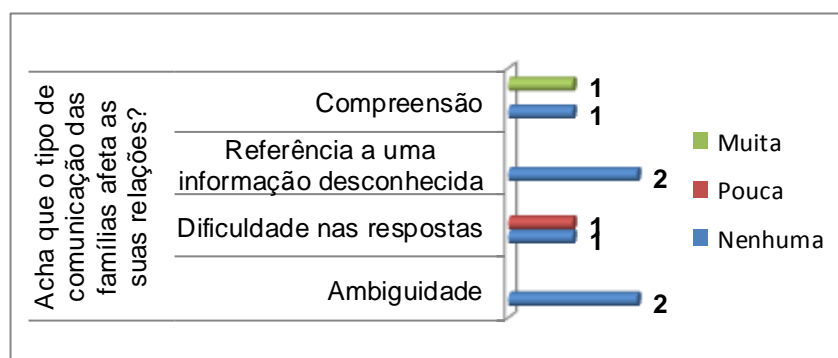 Acha que o tipo de
comunicação das
famílias afeta as
suas relações?
Compreensão
1
1
Referência a uma
informação desconhecida
2
Dificuldade nas respostas
1
1
Ambiguidade
2
Muita
Pouca
Nenhuma